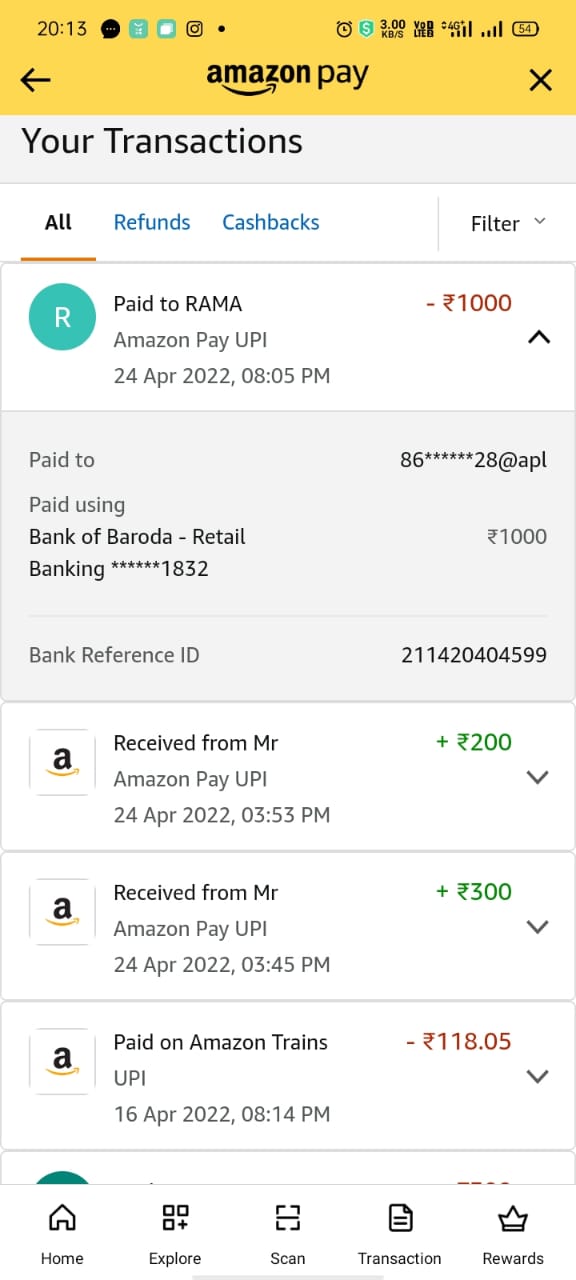 20:13
3.00 KB/S
4G
54
amazon pay
Your Transactions
All Refunds Cashbacks Filter
R
Paid to RAMA - ₹1000
Amazon Pay UPI
24 Apr 2022, 08:05 PM
Paid to 86******28@apl
Paid using
Bank of Baroda - Retail ₹1000
Banking ******1832
Bank Reference ID 211420404599
a
Received from Mr + ₹200
Amazon Pay UPI
24 Apr 2022, 03:53 PM
a
Received from Mr + ₹300
Amazon Pay UPI
24 Apr 2022, 03:45 PM
a
Paid on Amazon Trains - ₹118.05
UPI
16 Apr 2022, 08:14 PM
Home Explore Scan Transaction Rewards